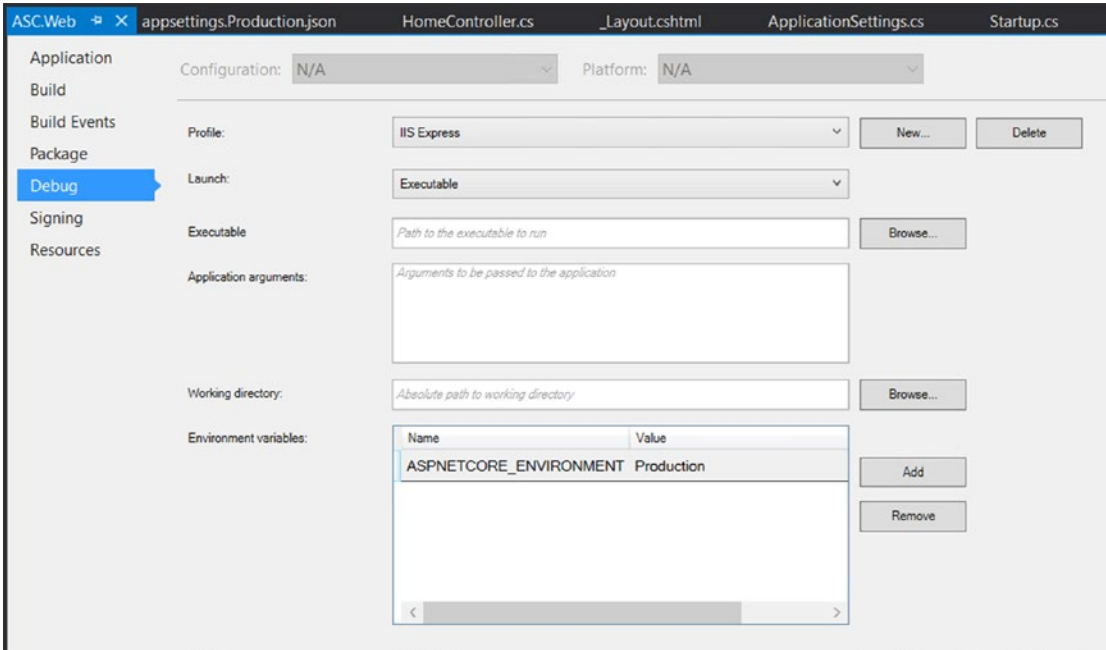 ASC.Web appsettings.Production.json HomeController.cs _Layout.cshtml ApplicationSettings.cs Startup.cs
Application
Build
Build Events
Package
Debug
Signing
Resources
Configuration: N/A Platform: N/A
Profile: IIS Express New... Delete
Launch: Executable
Executable Path to the executable to run Browse...
Application arguments: Arguments to be passed to the application
Working directory: Absolute path to working directory Browse...
Environment variables: Name Value
ASPNETCORE_ENVIRONMENT Production Add
Remove